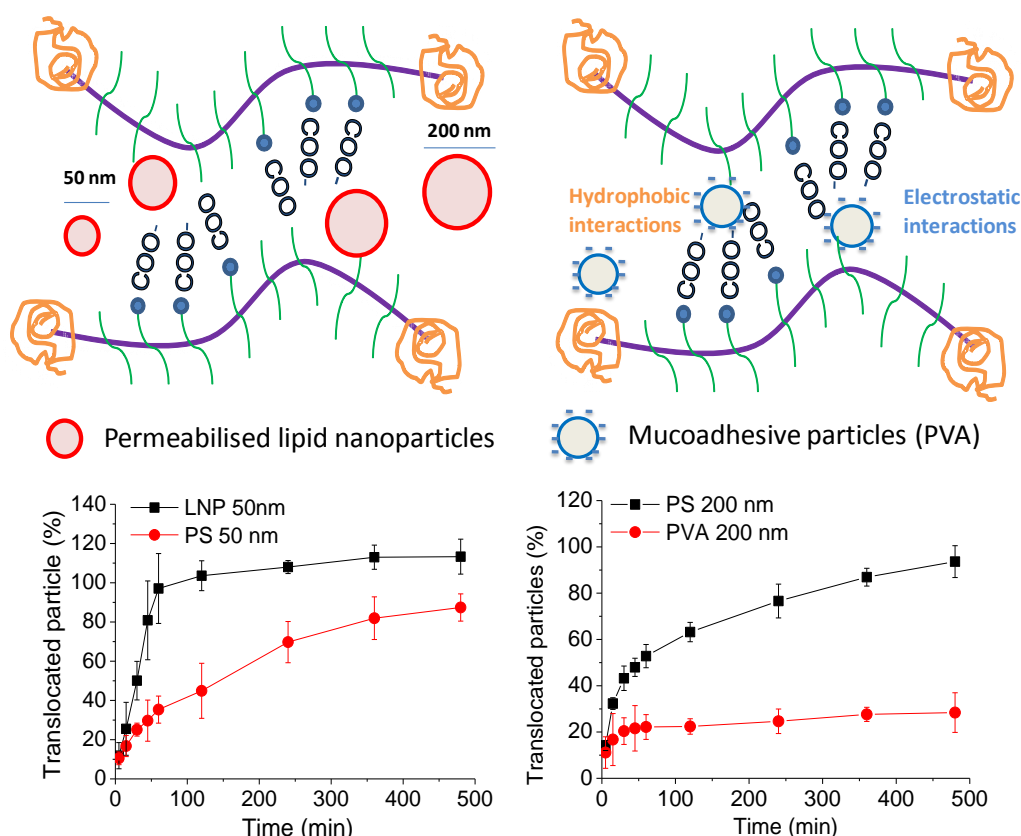 50 nm
200 nm
COO
-
COO
-
COO
COO
-
COO
-
COO
Hydrophobic
interactions
Electrostatic
interactions
COO
-
COO
-
COO
COO
-
COO
-
COO
Permeabilised lipid nanoparticles
Mucoadhesive particles (PVA)
LNP 50nm
PS 50 nm
Translocated particle (%)
140
120
100
80
60
40
20
0
0
100
200
300
400
500
Time (min)
PS 200 nm
PVA 200 nm
Translocated particles (%)
120
100
80
60
40
20
0
0
100
200
300
400
500
Time (min)